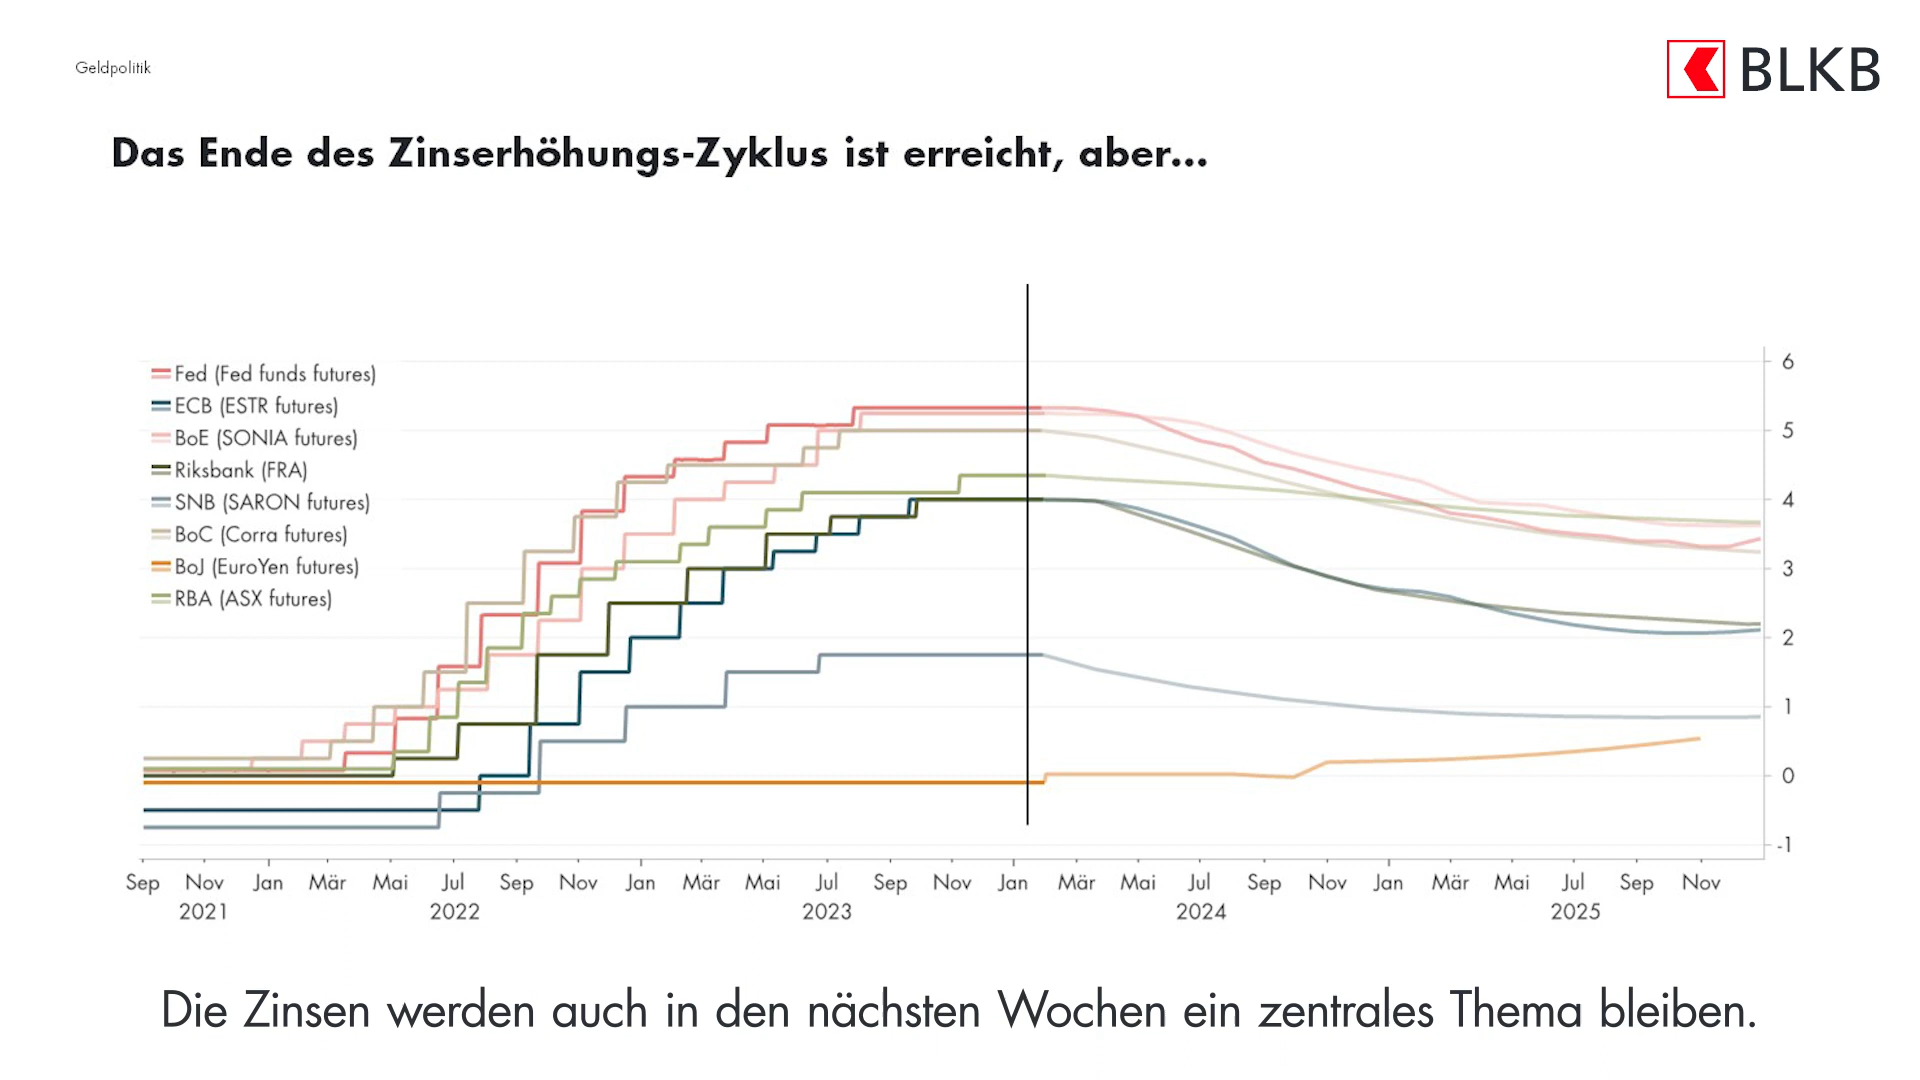 Geldpolitik
BLKB
Das Ende des Zinserhöhungs-Zyklus ist erreicht, aber...
Fed (Fed funds futures)
ECB (ESTR futures)
BoE (SONIA futures)
Riksbank (FRA)
SNB (SARON futures)
BoC (Corra futures)
BoJ (EuroYen futures)
RBA (ASX futures)
6
5
4
3
2
1
0
-1
Sep Nov Jan Mär Mai Jul Sep Nov Jan Mär Mai Jul Sep Nov Jan Mär Mai Jul Sep Nov Jan Mär Mai Jul Sep Nov
2021 2022 2023 2024 2025
Die Zinsen werden auch in den nächsten Wochen ein zentrales Thema bleiben.